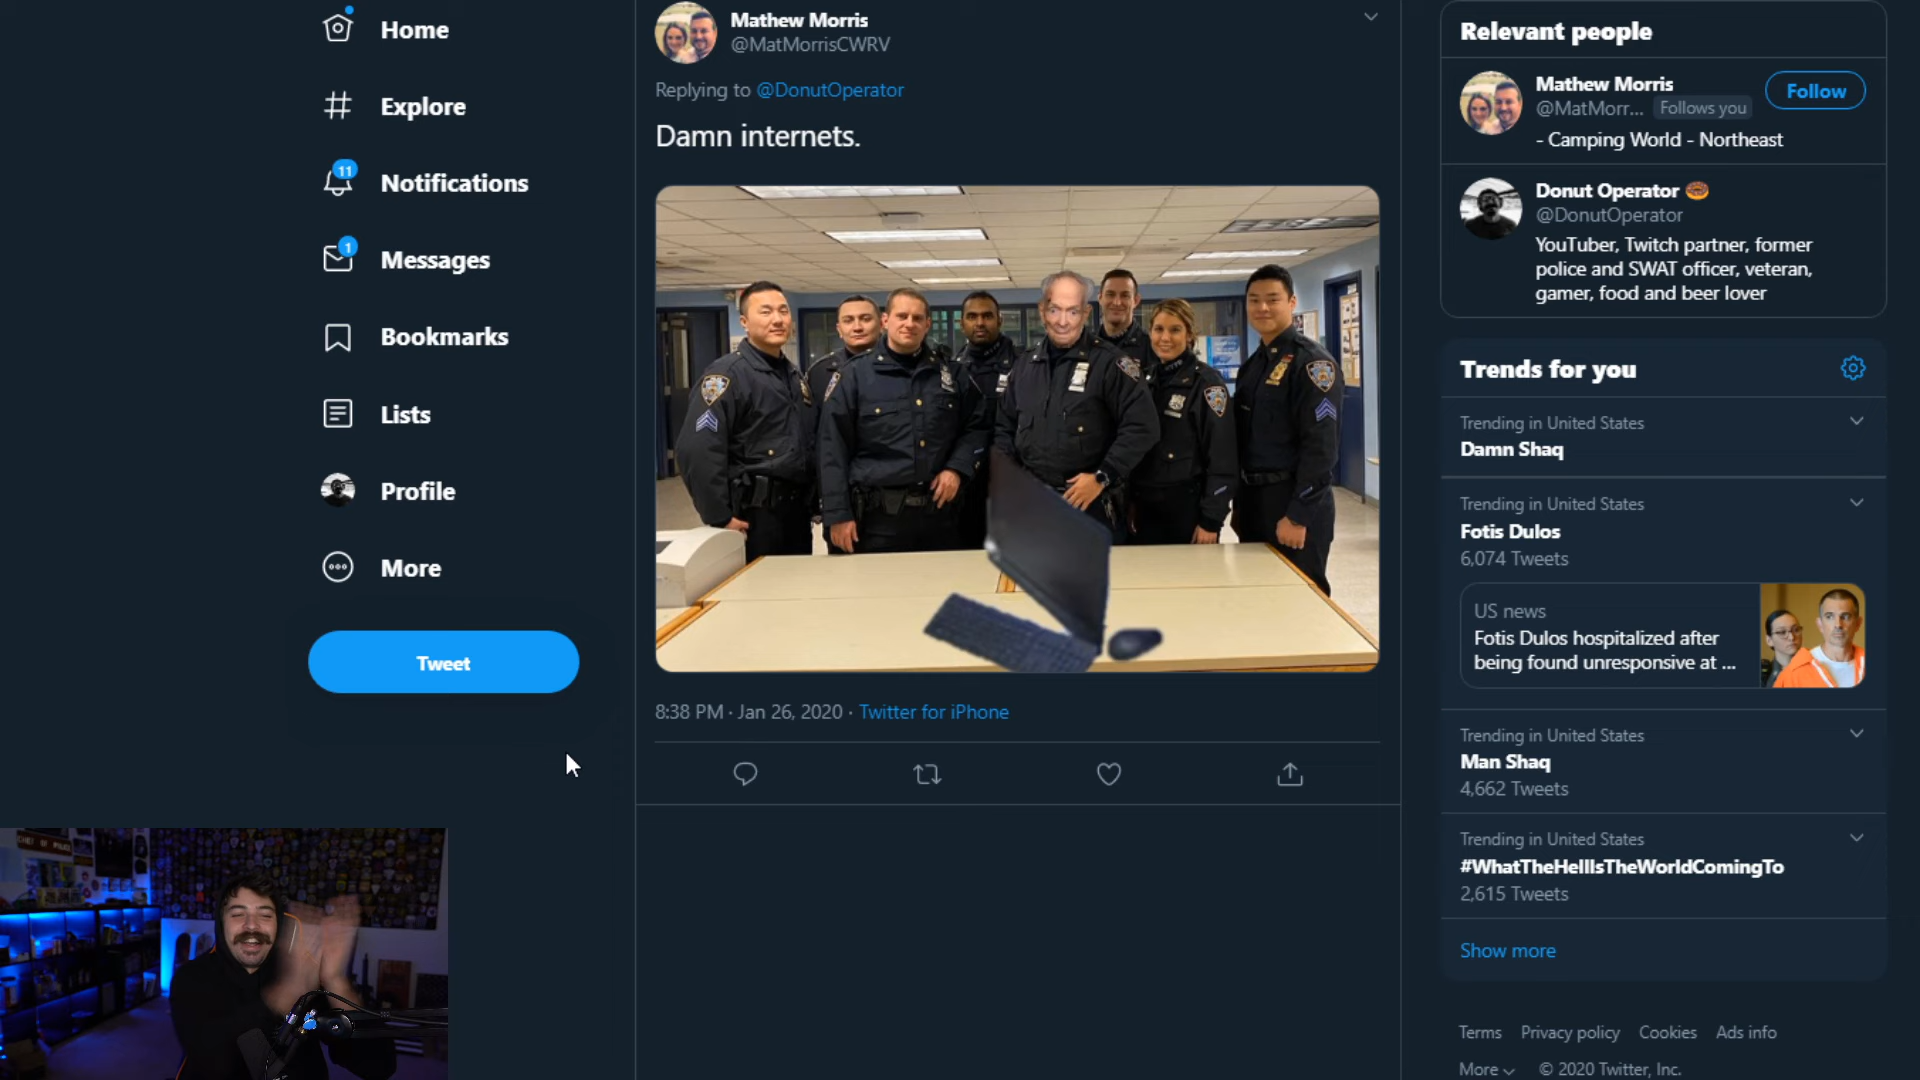 Home
Explore
11
Notifications
1
Messages
Bookmarks
Lists
Profile
More
Tweet
Mathew Morris
@MatMorrisCWRV
Replying to @DonutOperator
Damn internets.
8:38 PM · Jan 26, 2020 · Twitter for iPhone
Relevant people
Mathew Morris
@MatMorr... Follows you
Follow
- Camping World - Northeast
Donut Operator 🍩
@DonutOperator
YouTuber, Twitch partner, former
police and SWAT officer, veteran,
gamer, food and beer lover
Trends for you
Trending in United States
Damn Shaq
Trending in United States
Fotis Dulos
6,074 Tweets
US news
Fotis Dulos hospitalized after
being found unresponsive at ...
Trending in United States
Man Shaq
4,662 Tweets
Trending in United States
#WhatTheHellIsTheWorldComingTo
2,615 Tweets
Show more
Terms Privacy policy Cookies Ads info
More © 2020 Twitter, Inc.